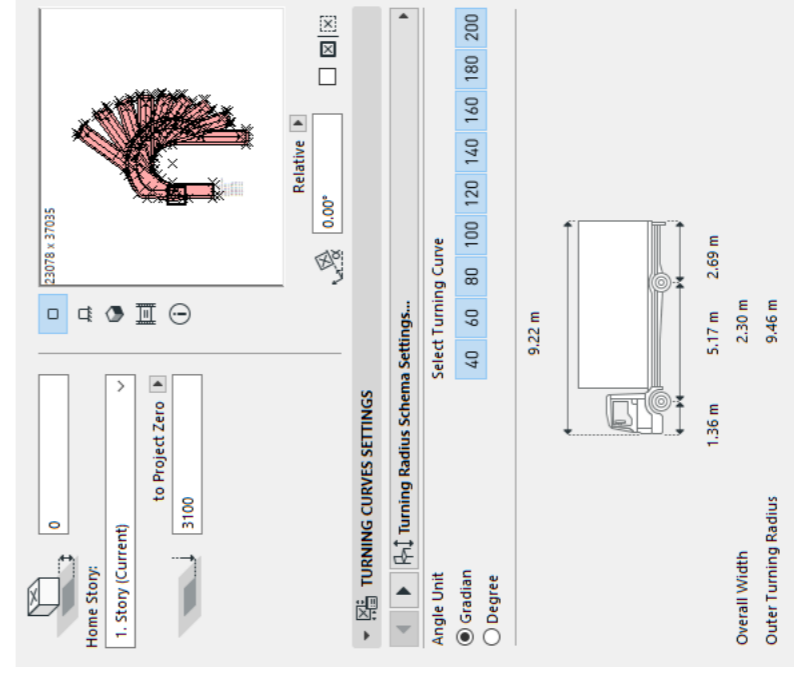 0
Home Story:
1. Story (Current)
to Project Zero
3100
23078 x 37035
Relative
0.00°
TURNING CURVES SETTINGS
Turning Radius Schema Settings...
Angle Unit
Gradian
Degree
Select Turning Curve
40 60 80 100 120 140 160 180 200
9.22 m
1.36 m 5.17 m 2.69 m
Overall Width 2.30 m
Outer Turning Radius 9.46 m